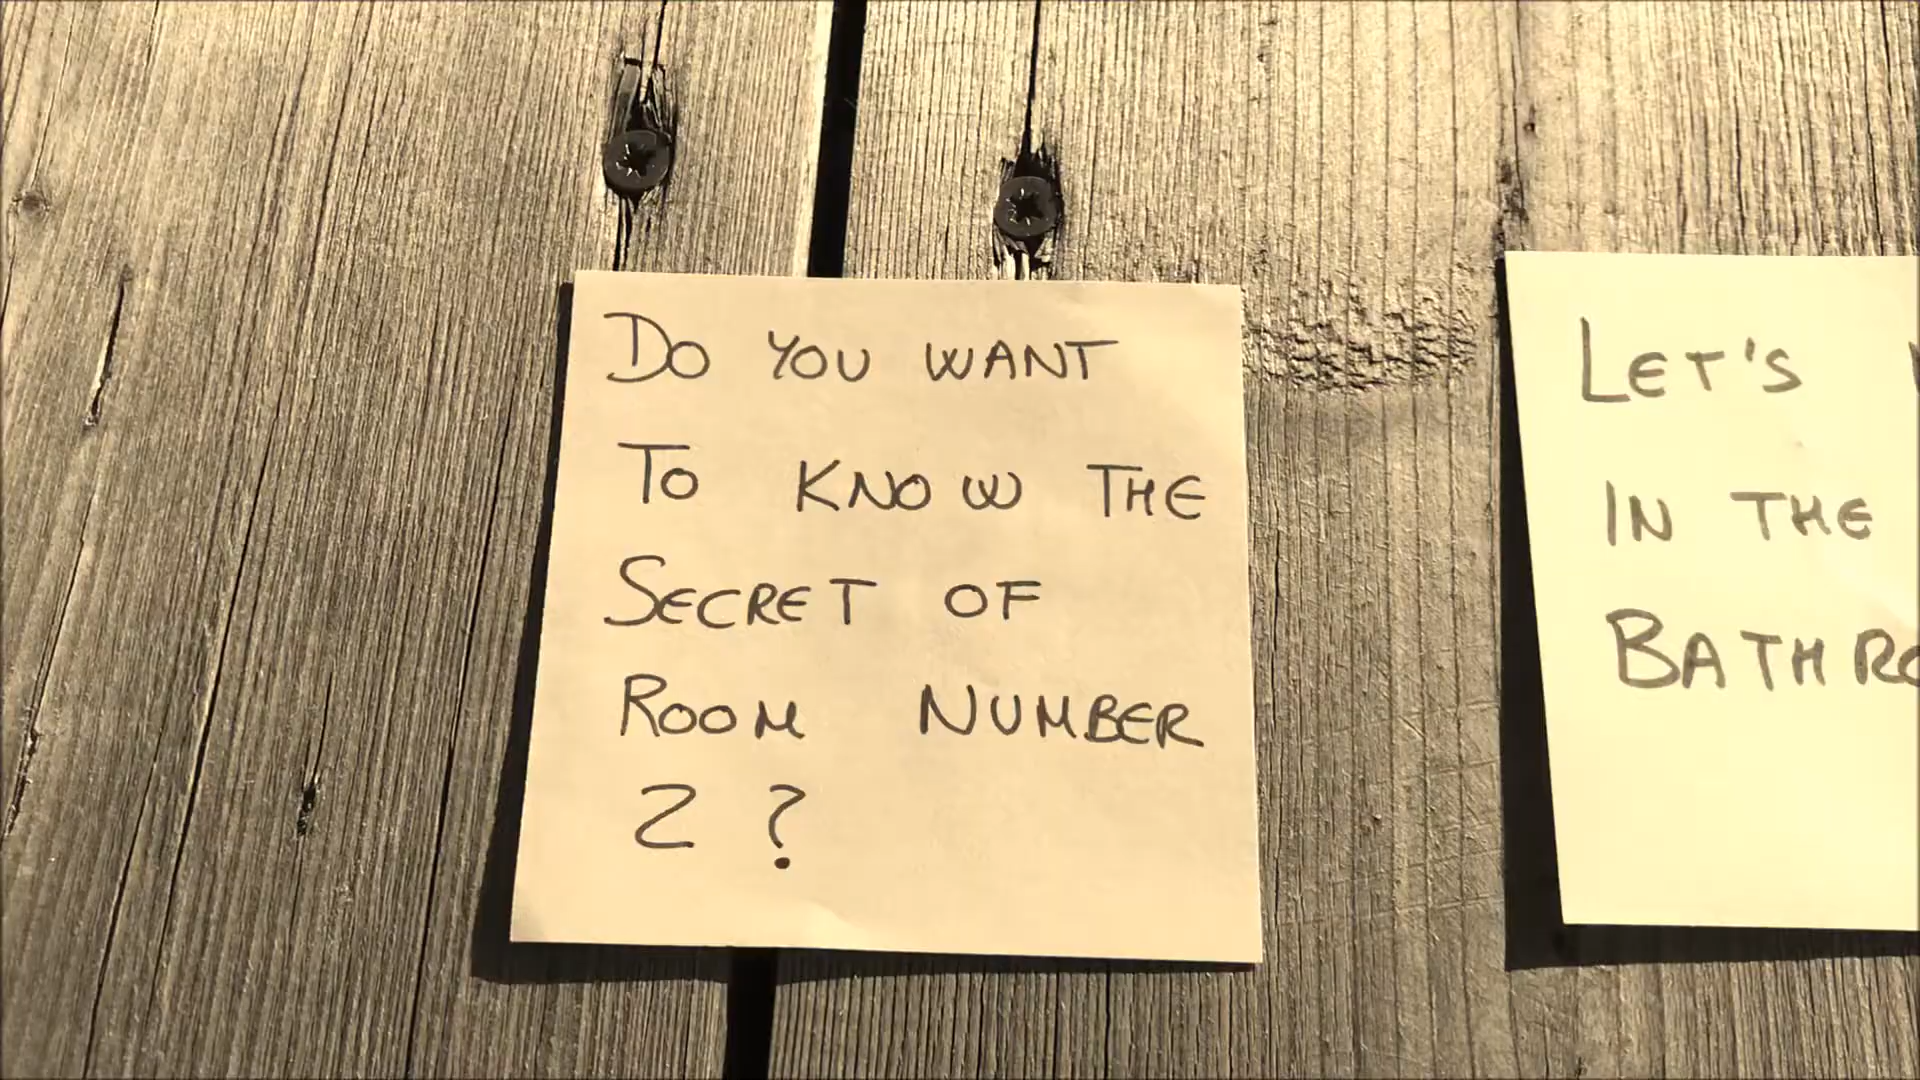 Do YOU WANT
To KNOW THE
SECRET OF
ROOM NUMBER
2 ?
LET'S
IN THE